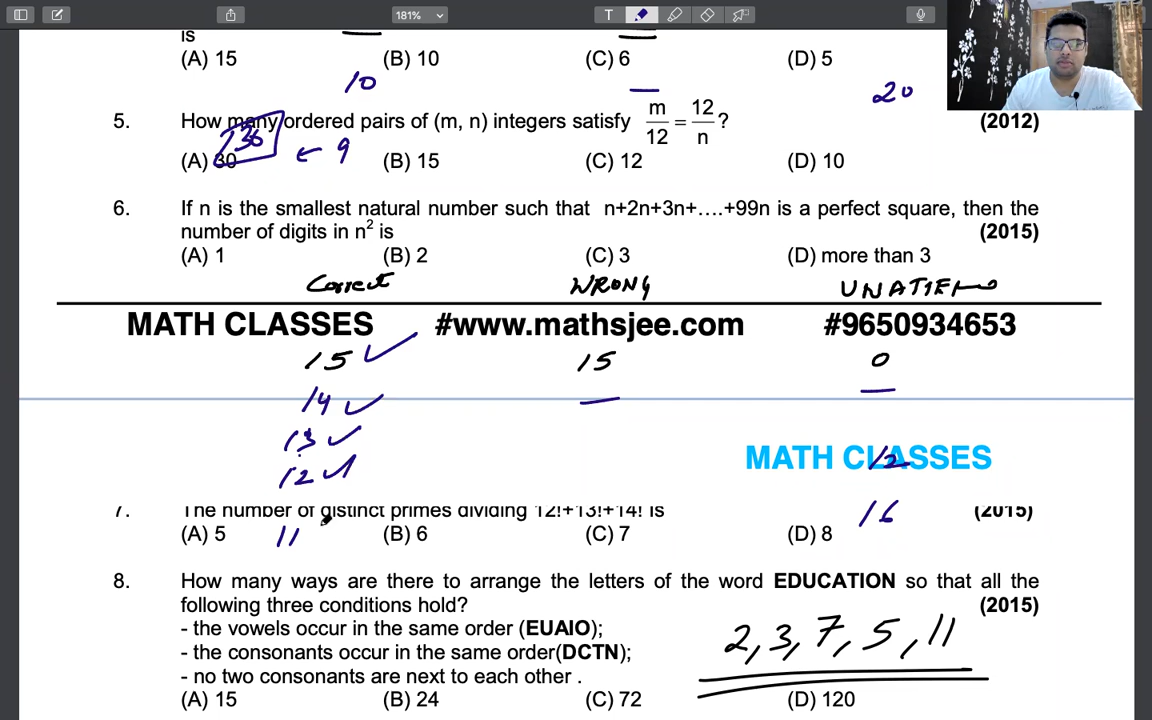 181%
T
is
(A) 15 (B) 10 (C) 6 (D) 5
10 20
5. How many ordered pairs of (m, n) integers satisfy m/12 = 12/n ? (2012)
36
(A) 30 ← 9 (B) 15 (C) 12 (D) 10
6. If n is the smallest natural number such that n+2n+3n+....+99n is a perfect square, then the
number of digits in n² is (2015)
(A) 1 (B) 2 (C) 3 (D) more than 3
Correct WRONG
MATH CLASSES #www.mathsjee.com #9650934653
15 ✓ 15 0
14 ✓
13 ✓
MATH CLASSES
12 ✓ 12
7. The number of distinct primes dividing 12!+13!+14! is (2015)
16
(A) 5 11 (B) 6 (C) 7 (D) 8
8. How many ways are there to arrange the letters of the word EDUCATION so that all the
following three conditions hold? (2015)
- the vowels occur in the same order (EUAIO);
2, 3, 7, 5, 11
- the consonants occur in the same order(DCTN);
- no two consonants are next to each other .
(A) 15 (B) 24 (C) 72 (D) 120